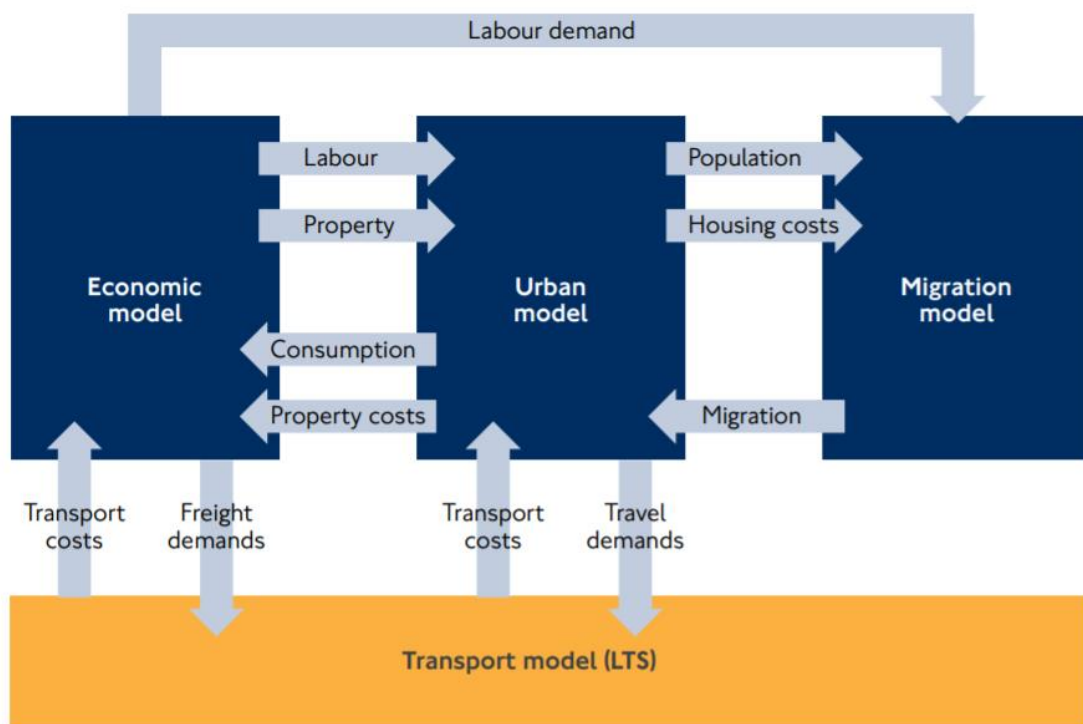 Labour demand
Labour
Population
Property
Housing costs
Economic
model
Urban
model
Migration
model
Consumption
Property costs
Migration
Transport
costs
Freight
demands
Transport
costs
Travel
demands
Transport model (LTS)